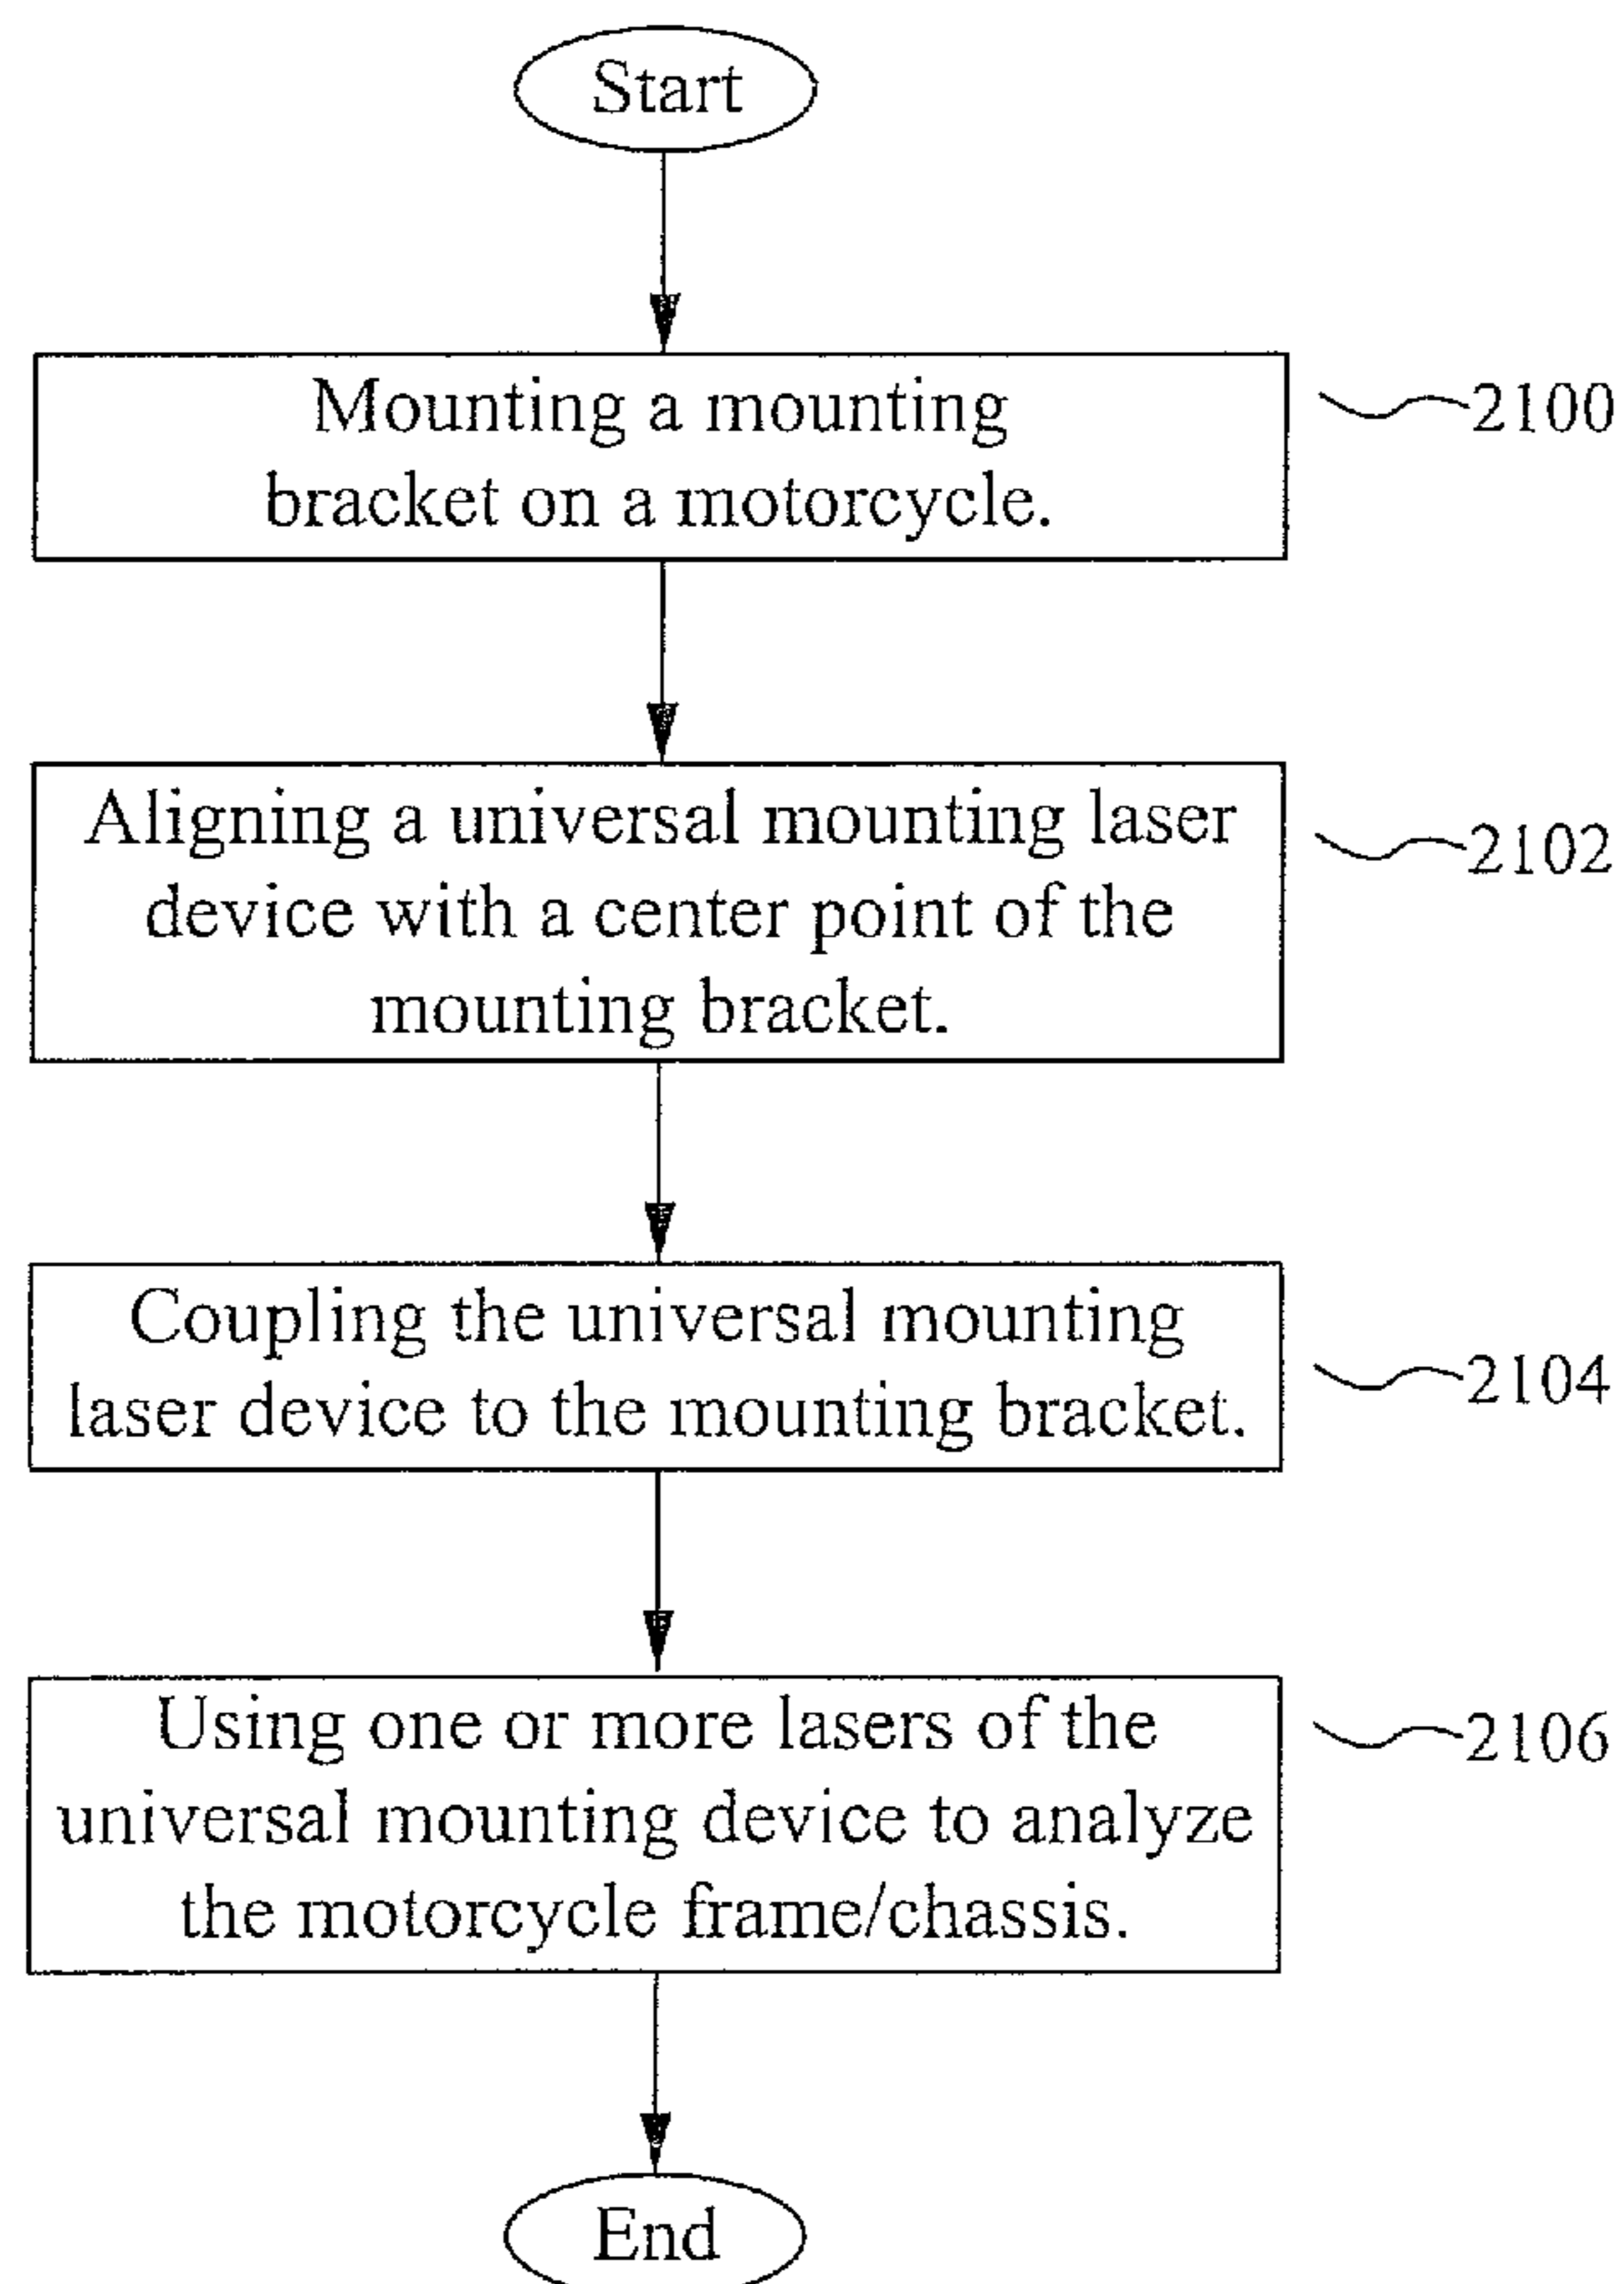 Start
Mounting a mounting
bracket on a motorcycle.
2100
Aligning a universal mounting laser
device with a center point of the
mounting bracket.
2102
Coupling the universal mounting
laser device to the mounting bracket.
2104
Using one or more lasers of the
universal mounting device to analyze
the motorcycle frame/chassis.
2106
End